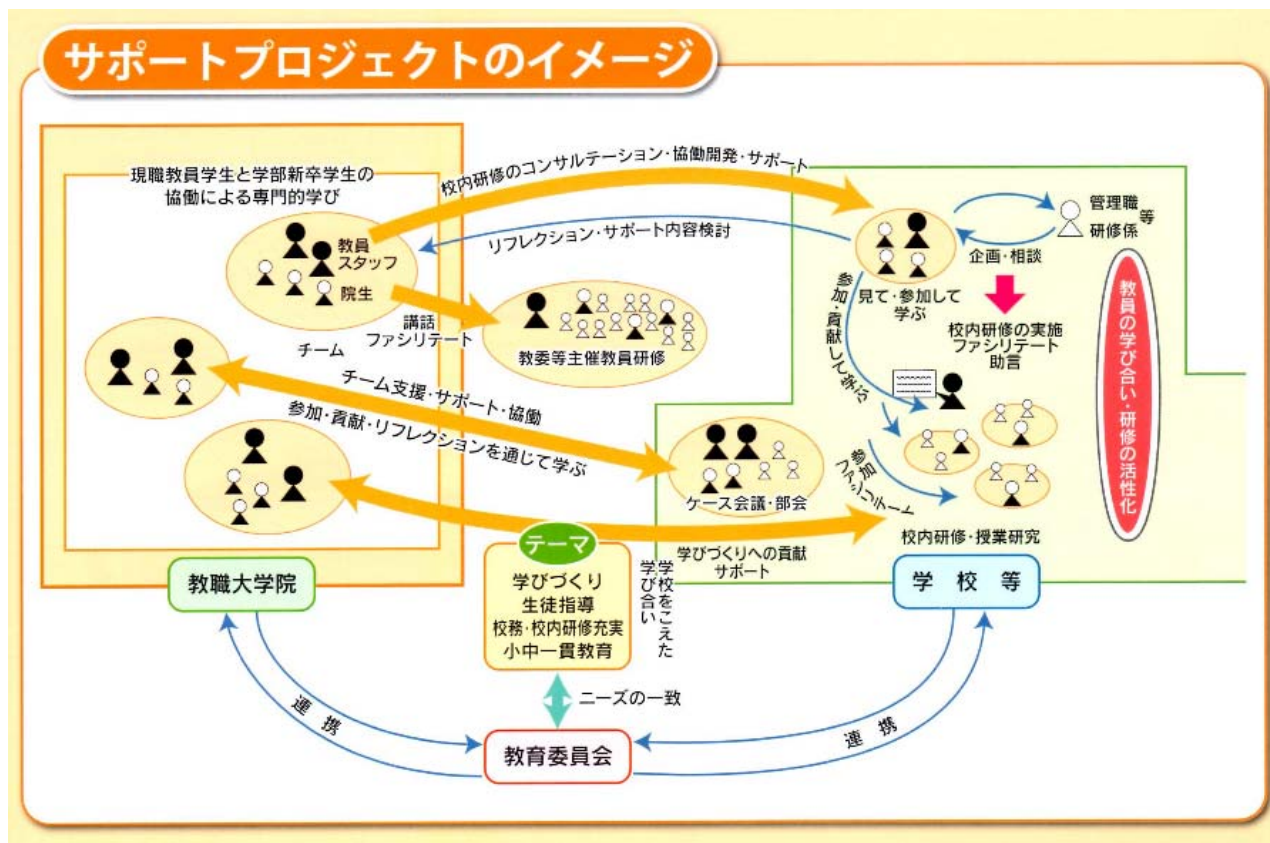 サポートプロジェクトのイメージ
現職教員学生と学部新卒学生の
協働による専門的学び
教員
スタッフ
院生
校内研修のコンサルテーション・協働開発・サポート
リフレクション・サポート内容検討
講話
ファシリテート
教委等主催教員研修
チーム
チーム支援・サポート・協働
参加・貢献・リフレクションを通じて学ぶ
管理職
研修係
等
企画・相談
見て・参加して
学ぶ
参加・貢献して学ぶ
校内研修の実施
ファシリテート
助言
教員の学び合い・研修の活性化
ケース会議・部会
参加
ファシリテート
校内研修・授業研究
学びづくりへの貢献
サポート
テーマ
学びづくり
生徒指導
校務・校内研修充実
小中一貫教育
学校をこえた
学び合い
教職大学院
学校等
ニーズの一致
連携
連携
教育委員会